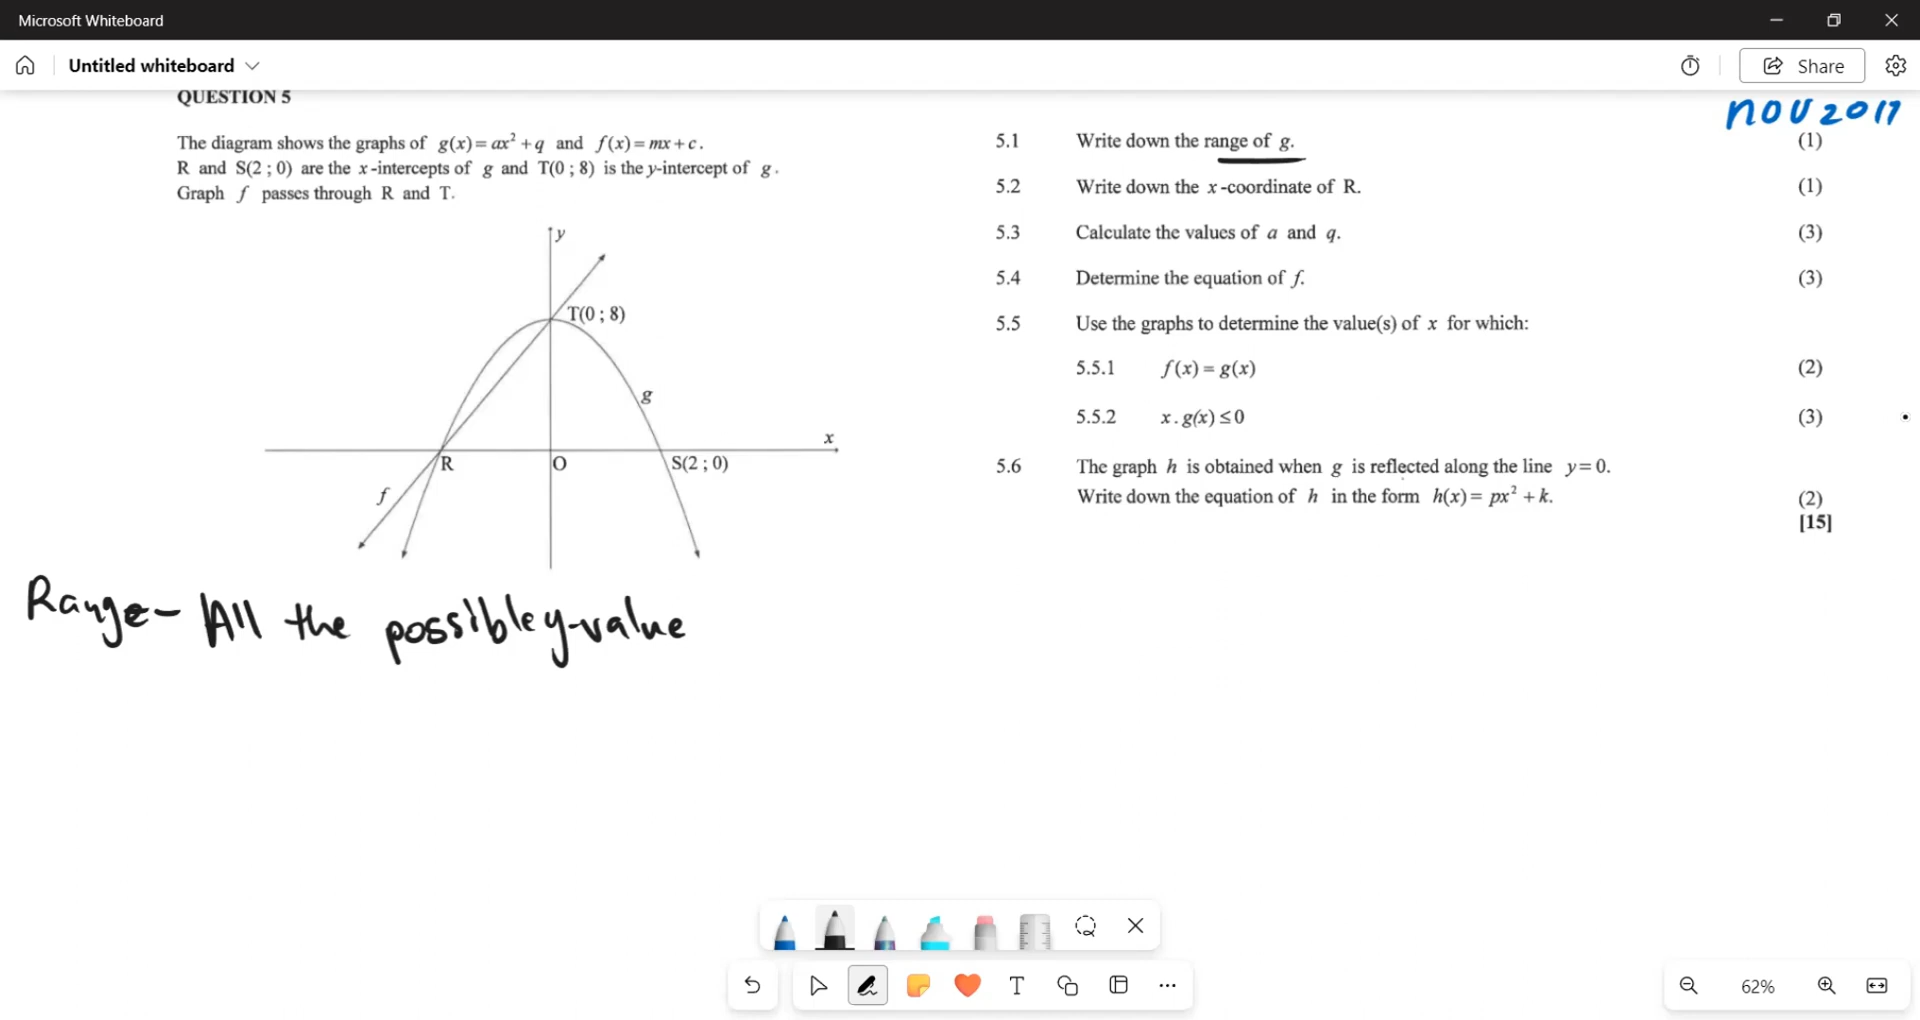 Microsoft Whiteboard
Untitled whiteboard
Share
QUESTION 5
The diagram shows the graphs of g(x) = ax² + q and f(x) = mx + c.
R and S(2 ; 0) are the x-intercepts of g and T(0 ; 8) is the y-intercept of g.
Graph f passes through R and T.
y
T(0 ; 8)
g
x
R
O
S(2 ; 0)
f
Range - All the possible y-value
nov 2017
5.1 Write down the range of g. (1)
5.2 Write down the x-coordinate of R. (1)
5.3 Calculate the values of a and q. (3)
5.4 Determine the equation of f. (3)
5.5 Use the graphs to determine the value(s) of x for which:
5.5.1 f(x) = g(x) (2)
5.5.2 x . g(x) ≤ 0 (3)
5.6 The graph h is obtained when g is reflected along the line y = 0.
Write down the equation of h in the form h(x) = px² + k. (2)
[15]
62%